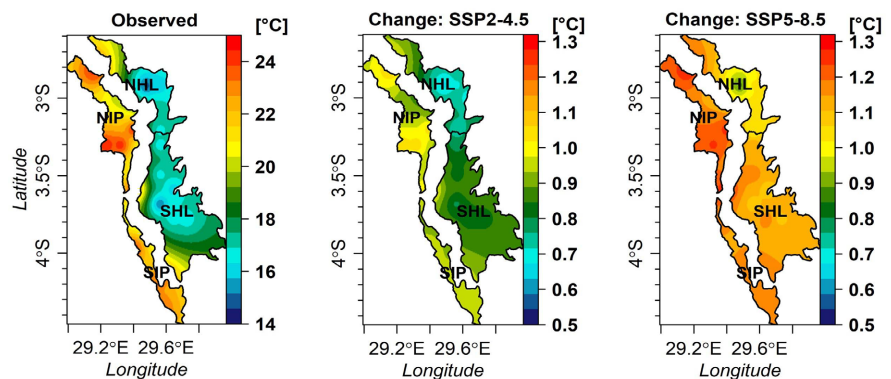 Observed
[°C]
24
22
20
18
16
14
NHL
NIP
SHL
SIP
3°S
3.5°S
4°S
Latitude
29.2°E 29.6°E
Longitude
Change: SSP2-4.5
[°C]
1.3
1.2
1.1
1.0
0.9
0.8
0.7
0.6
0.5
NHL
NIP
SHL
SIP
3°S
3.5°S
4°S
29.2°E 29.6°E
Longitude
Change: SSP5-8.5
[°C]
1.3
1.2
1.1
1.0
0.9
0.8
0.7
0.6
0.5
NHL
NIP
SHL
SIP
3°S
3.5°S
4°S
29.2°E 29.6°E
Longitude